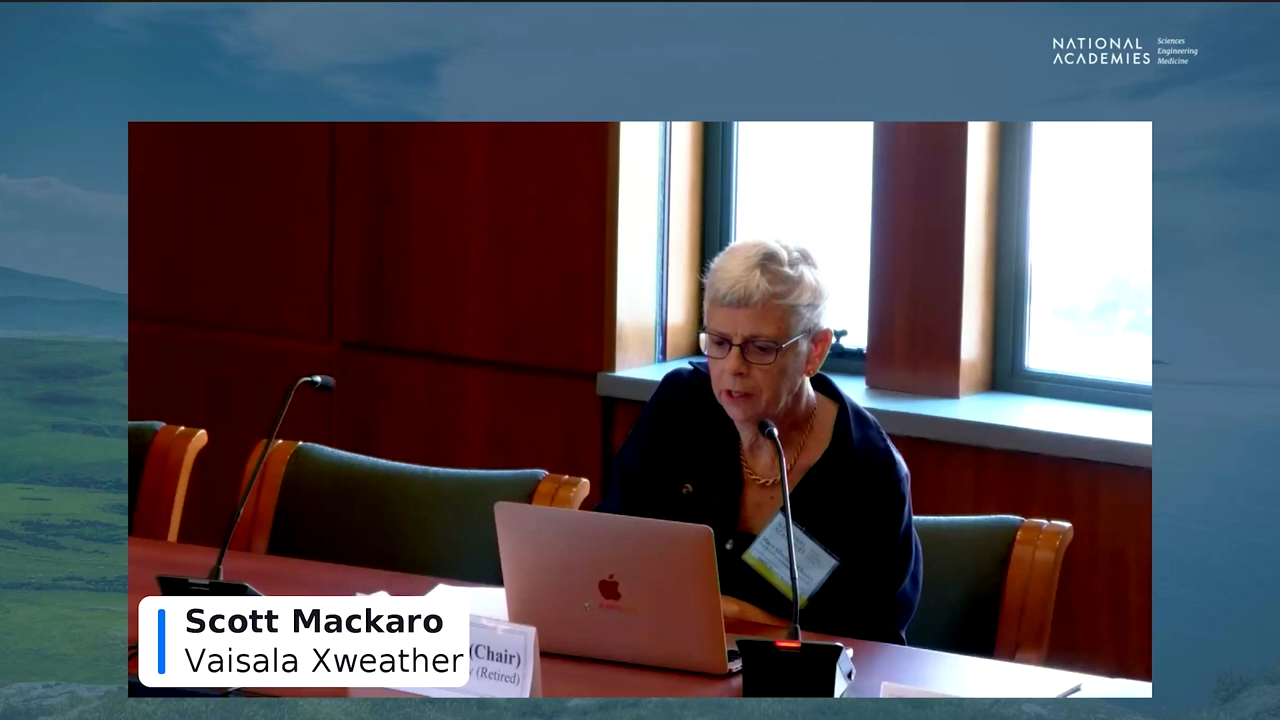 NATIONAL
ACADEMIES
Sciences
Engineering
Medicine
(Chair)
(Retired)
Scott Mackaro
Vaisala Xweather